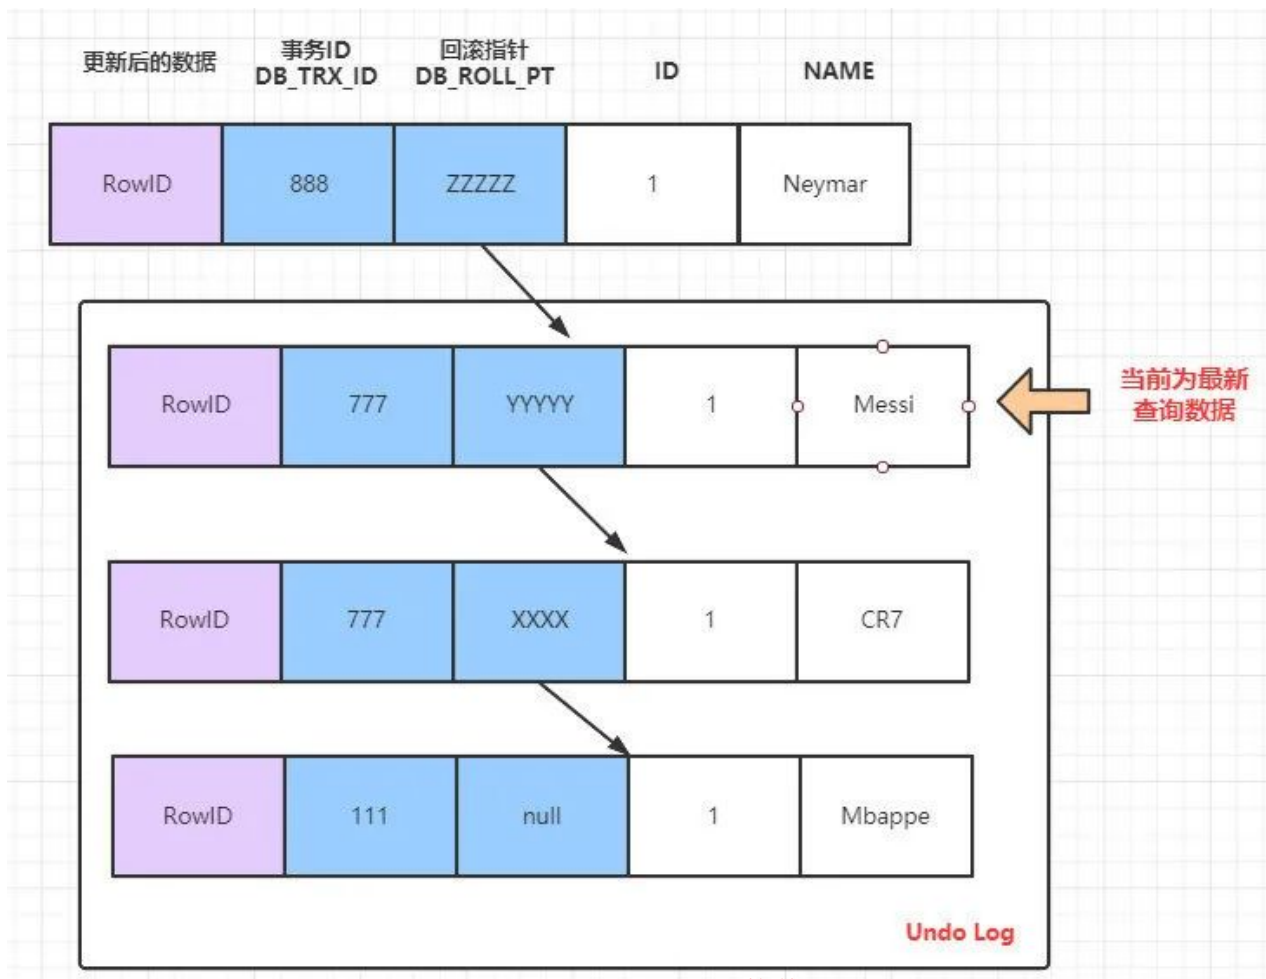 更新后的数据
事务ID
DB_TRX_ID
回滚指针
DB_ROLL_PT
ID
NAME
RowID
888
ZZZZZ
1
Neymar
RowID
777
YYYYY
1
Messi
当前为最新
查询数据
RowID
777
XXXX
1
CR7
RowID
111
null
1
Mbappe
Undo Log